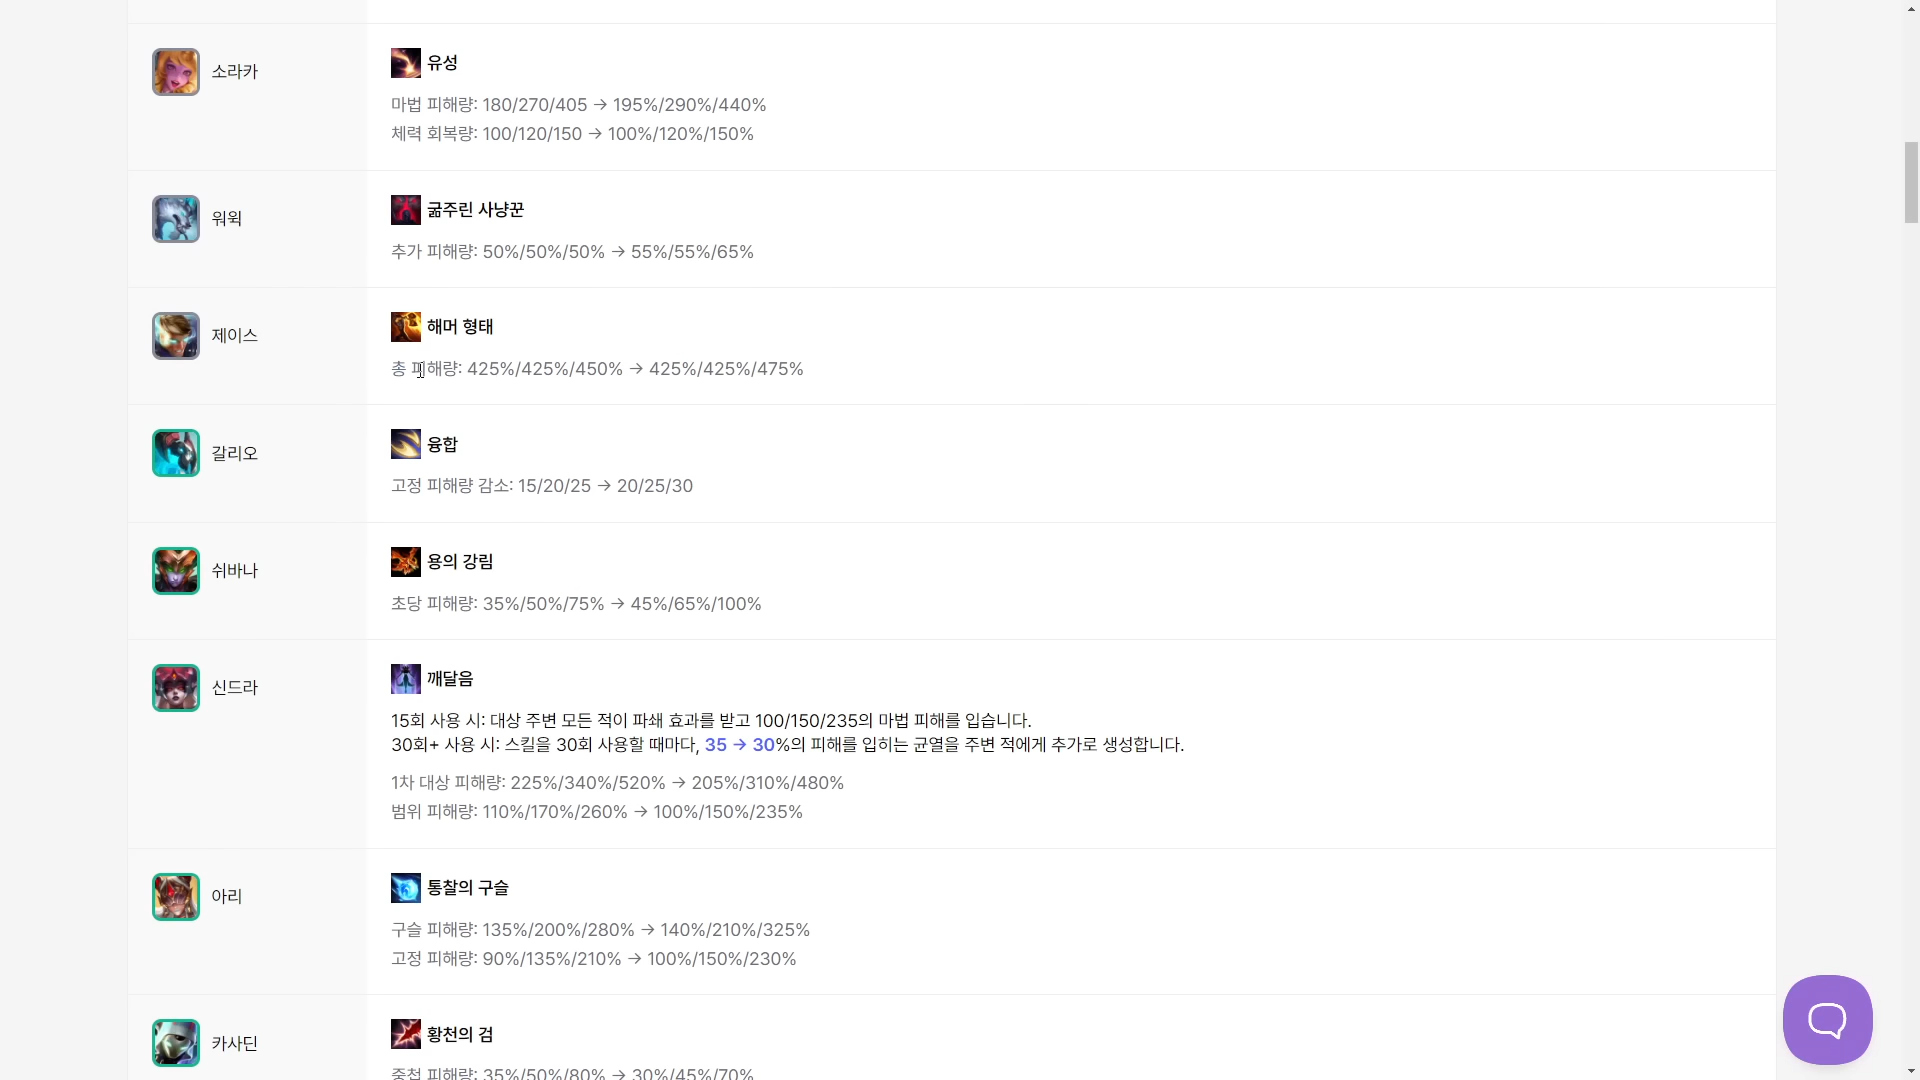 소라카
유성
마법 피해량: 180/270/405 → 195%/290%/440%
체력 회복량: 100/120/150 → 100%/120%/150%
워윅
굶주린 사냥꾼
추가 피해량: 50%/50%/50% → 55%/55%/65%
제이스
해머 형태
총 피해량: 425%/425%/450% → 425%/425%/475%
갈리오
융합
고정 피해량 감소: 15/20/25 → 20/25/30
쉬바나
용의 강림
초당 피해량: 35%/50%/75% → 45%/65%/100%
신드라
깨달음
15회 사용 시: 대상 주변 모든 적이 파쇄 효과를 받고 100/150/235의 마법 피해를 입습니다.
30회+ 사용 시: 스킬을 30회 사용할 때마다, 35 → 30%의 피해를 입히는 균열을 주변 적에게 추가로 생성합니다.
1차 대상 피해량: 225%/340%/520% → 205%/310%/480%
범위 피해량: 110%/170%/260% → 100%/150%/235%
아리
통찰의 구슬
구슬 피해량: 135%/200%/280% → 140%/210%/325%
고정 피해량: 90%/135%/210% → 100%/150%/230%
카사딘
황천의 검
중첩 피해량: 35%/50%/80% → 30%/45%/70%